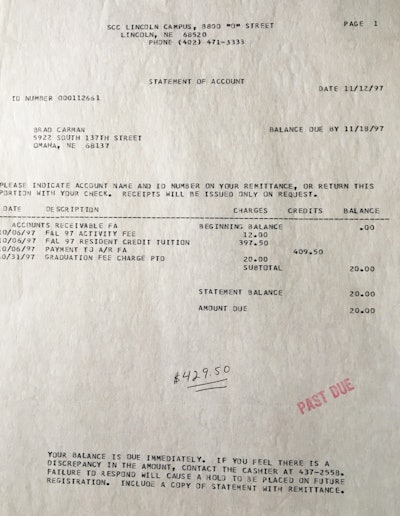 SCC LINCOLN CAMPUS, 8800 "O" STREET PAGE 1
LINCOLN, NE 68520
PHONE (402) 471-3333
STATEMENT OF ACCOUNT
DATE 11/12/97
ID NUMBER 000112661
BRAD CARMAN BALANCE DUE BY 11/18/97
5922 SOUTH 137TH STREET
OMAHA, NE 68137
PLEASE INDICATE ACCOUNT NAME AND ID NUMBER ON YOUR REMITTANCE, OR RETURN THIS
PORTION WITH YOUR CHECK. RECEIPTS WILL BE ISSUED ONLY ON REQUEST.
DATE DESCRIPTION CHARGES CREDITS BALANCE
ACCOUNTS RECEIVABLE FA BEGINNING BALANCE .00
10/06/97 FAL 97 ACTIVITY FEE 12.00
10/06/97 FAL 97 RESIDENT CREDIT TUITION 397.50
10/06/97 PAYMENT TO A/R FA 409.50
10/31/97 GRADUATION FEE CHARGE PTD 20.00
SUBTOTAL 20.00
STATEMENT BALANCE 20.00
AMOUNT DUE 20.00
$429.50
PAST DUE
YOUR BALANCE IS DUE IMMEDIATELY. IF YOU FEEL THERE IS A
DISCREPANCY IN THE AMOUNT, CONTACT THE CASHIER AT 437-2558.
FAILURE TO RESPOND WILL CAUSE A HOLD TO BE PLACED ON FUTURE
REGISTRATION. INCLUDE A COPY OF STATEMENT WITH REMITTANCE.